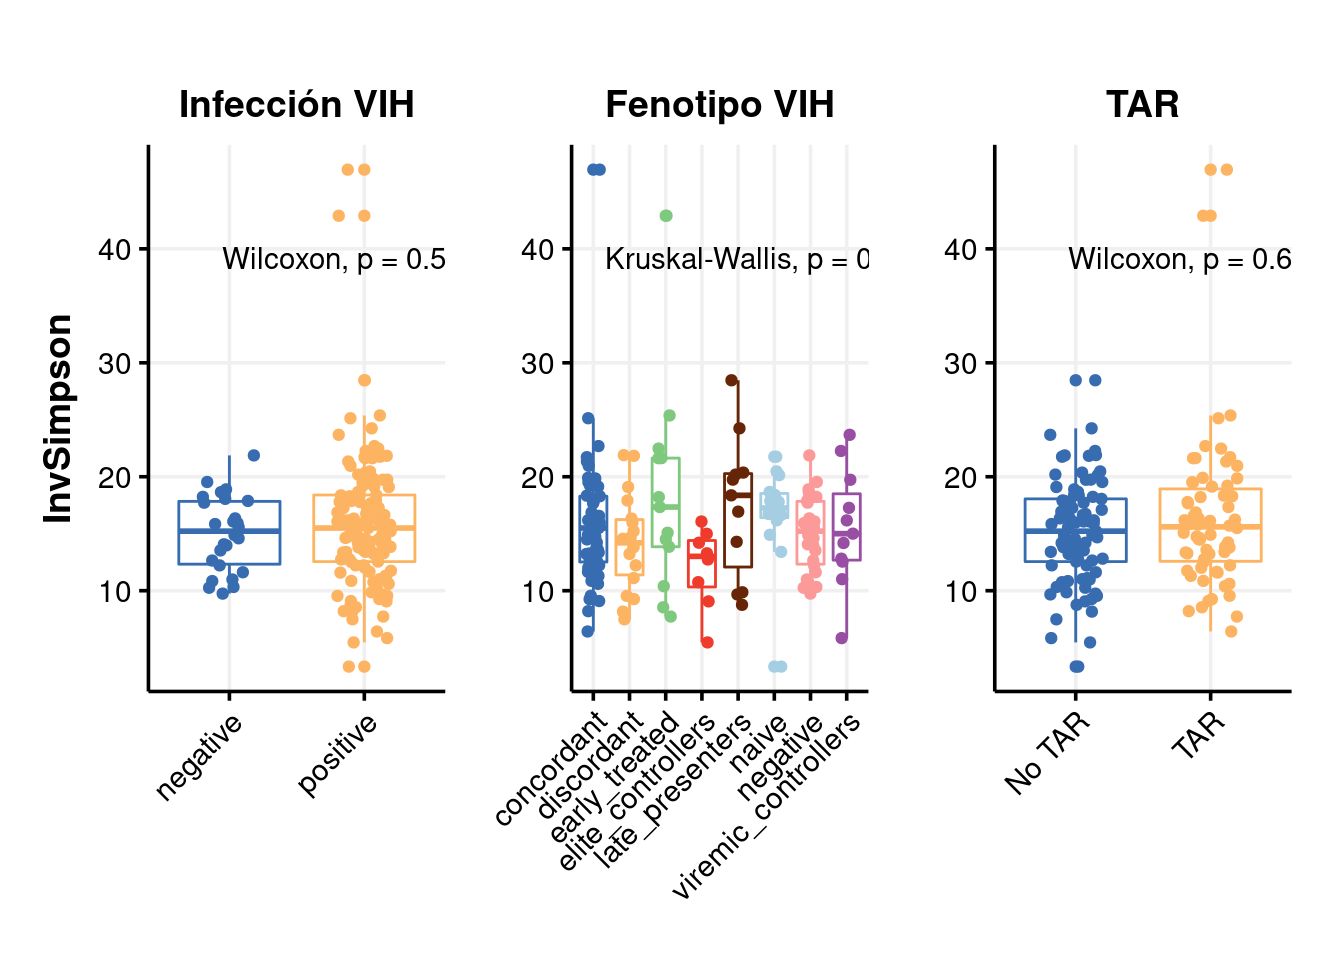 Infección VIH
Fenotipo VIH
TAR
InvSimpson
40
30
20
10
Wilcoxon, p = 0.5
negative
positive
40
30
20
10
Kruskal-Wallis, p = 0
concordant
discordant
early_treated
elite_controllers
late_presenters
naive
negative
viremic_controllers
40
30
20
10
Wilcoxon, p = 0.6
No TAR
TAR